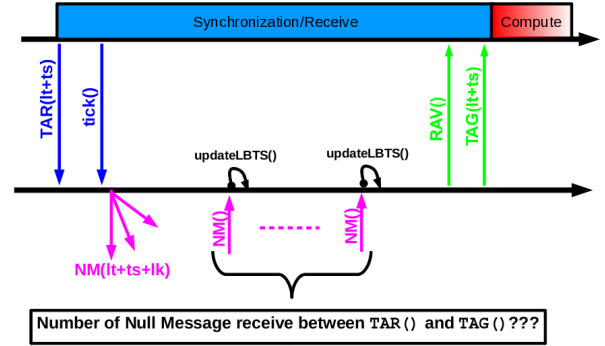 Synchronization/Receive
Compute
TAR(lt+ts)
tick()
RAV()
TAG(lt+ts)
updateLBTS()
updateLBTS()
NM()
NM()
NM(lt+ts+lk)
Number of Null Message receive between TAR() and TAG()???